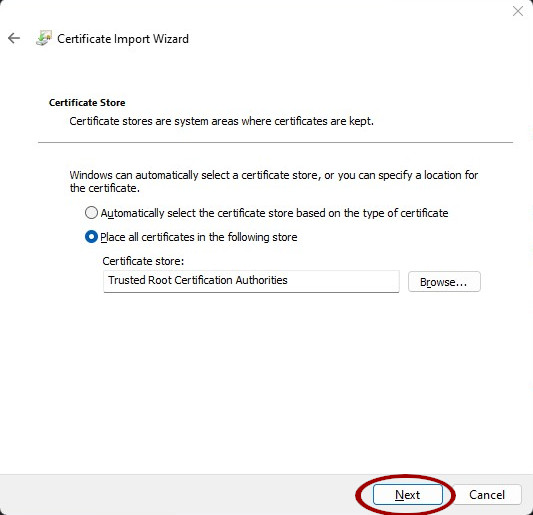 Certificate Import Wizard
Certificate Store
Certificate stores are system areas where certificates are kept.
Windows can automatically select a certificate store, or you can specify a location for
the certificate.
Automatically select the certificate store based on the type of certificate
Place all certificates in the following store
Certificate store:
Trusted Root Certification Authorities
Browse...
Next
Cancel